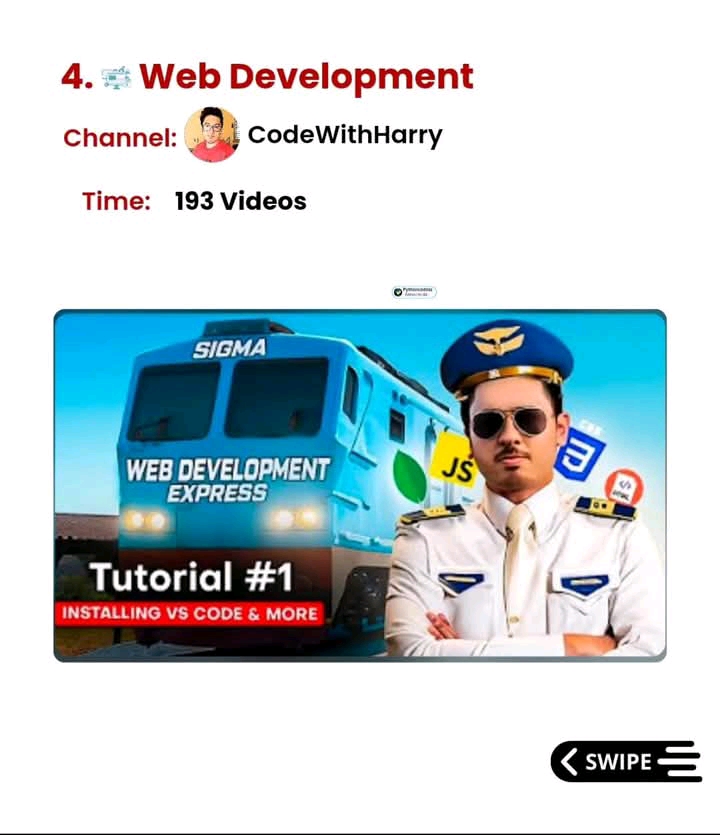 4. Web Development
Channel: CodeWithHarry
Time: 193 Videos
SIGMA
WEB DEVELOPMENT
EXPRESS
JS
CSS
HTML
Tutorial #1
INSTALLING VS CODE & MORE
SWIPE